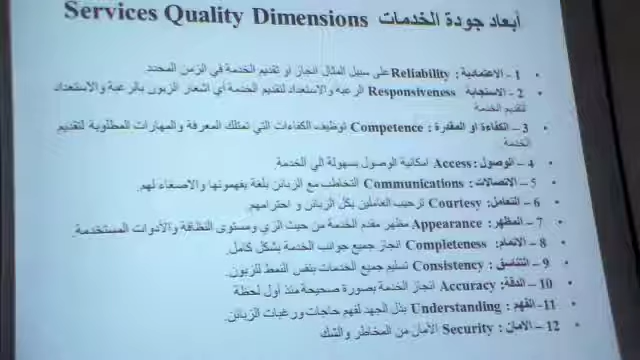 أبعاد جودة الخدمات Services Quality Dimensions
• 1 – الاعتمادية : Reliability على سبيل المثال انجاز او تقديم الخدمة في الزمن المحدد
• 2 – الاستجابة Responsiveness الرغبة والاستعداد لتقديم الخدمة أي اشعار الزبون بالرغبة والاستعداد
لتقديم الخدمة
• 3 – الكفاءة او المقدرة : Competence توظيف الكفاءات التي تمتلك المعرفة والمهارات المطلوبة لتقديم
الخدمة
• 4 – الوصول : Access امكانية الوصول بسهولة الي الخدمة.
• 5 – الاتصالات : Communications التخاطب مع الزبائن بلغة يفهمونها والاصغاء لهم.
• 6 – التعامل : Courtesy ترحيب العاملين بكل الزبائن و احترامهم.
• 7 – المظهر : Appearance مظهر مقدم الخدمة من حيث الزي ومستوى النظافة والأدوات المستخدمة.
• 8 – الاتمام : Completeness انجاز جميع جوانب الخدمة بشكل كامل.
• 9 – التناسق : Consistency تسليم جميع الخدمات بنفس النمط للزبون.
• 10 – الدقة : Accuracy انجاز الخدمة بصورة صحيحة منذ أول لحظة
• 11- الفهم : Understanding بذل الجهد لفهم حاجات ورغبات الزبائن.
• 12 – الامان : Security الأمان من المخاطر والشك